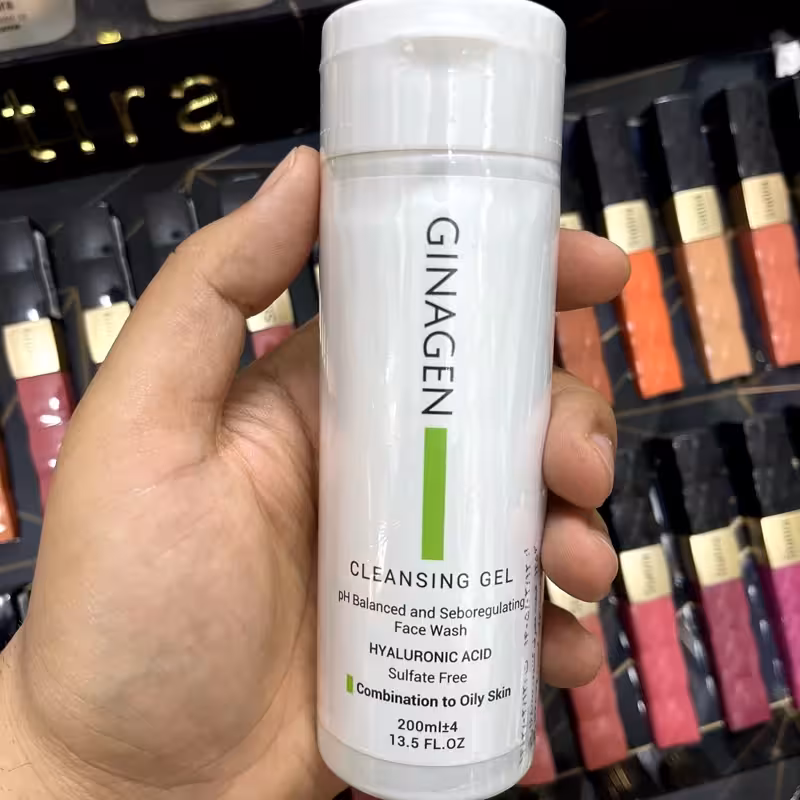 tira
GINAGEN
CLEANSING GEL
pH Balanced and Seboregulating
Face Wash
HYALURONIC ACID
Sulfate Free
Combination to Oily Skin
200ml±4
13.5 FL.OZ